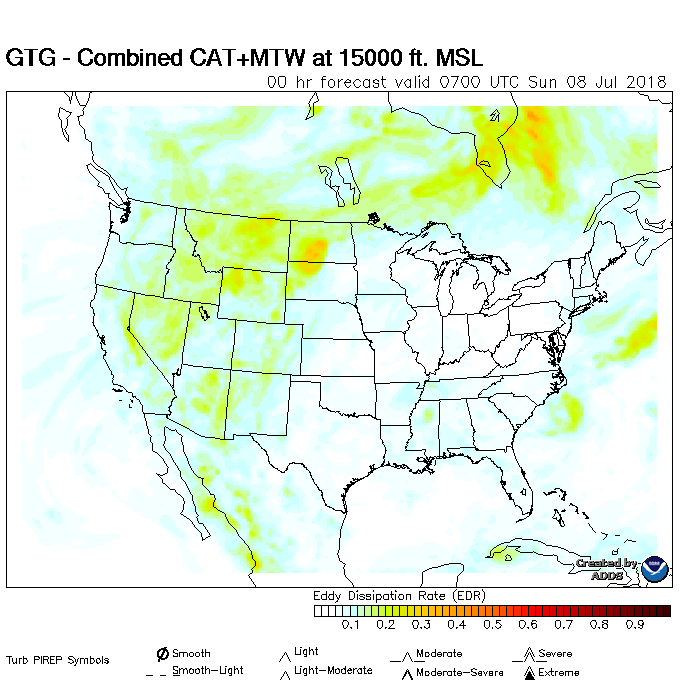 GTG - Combined CAT+MTW at 15000 ft. MSL
00 hr forecast valid 0700 UTC Sun 08 Jul 2018
Created by
ADDS
Eddy Dissipation Rate (EDR)
0.1 0.2 0.3 0.4 0.5 0.6 0.7 0.8 0.9
Turb PIREP Symbols
Smooth Light Moderate Severe
Smooth-Light Light-Moderate Moderate-Severe Extreme